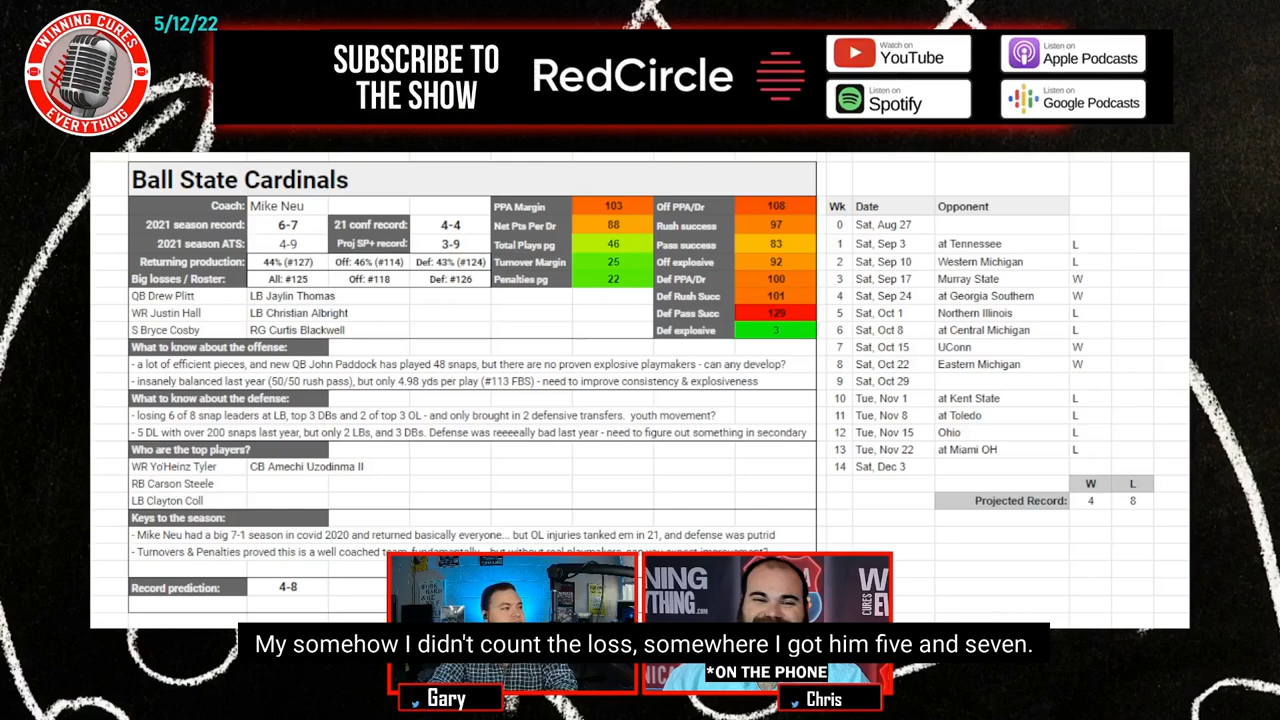 5/12/22
WINNING CURES
EVERYTHING
SUBSCRIBE TO
THE SHOW
RedCircle
Watch on
YouTube
Listen on
Apple Podcasts
Listen on
Spotify
Listen on
Google Podcasts
Ball State Cardinals
Coach: Mike Neu
2021 season record: 6-7 21 conf record: 4-4
2021 season ATS: 4-9 Proj SP+ record: 3-9
Returning production: 44% (#127) Off: 46% (#114) Def: 43% (#124)
Big losses / Roster: All: #125 Off: #118 Def: #126
QB Drew Plitt LB Jaylin Thomas
WR Justin Hall LB Christian Albright
S Bryce Cosby RG Curtis Blackwell
PPA Margin 103 Off PPA/Dr 108
Net Pts Per Dr 88 Rush success 97
Total Plays pg 46 Pass success 83
Turnover Margin 25 Off explosive 92
Penalties pg 22 Def PPA/Dr 100
Def Rush Succ 101
Def Pass Succ 129
Def explosive 3
What to know about the offense:
- a lot of efficient pieces, and new QB John Paddock has played 48 snaps, but there are no proven explosive playmakers - can any develop?
- insanely balanced last year (50/50 rush pass), but only 4.98 yds per play (#113 FBS) - need to improve consistency & explosiveness
What to know about the defense:
- losing 6 of 8 snap leaders at LB, top 3 DBs and 2 of top 3 OL - and only brought in 2 defensive transfers. youth movement?
- 5 DL with over 200 snaps last year, but only 2 LBs, and 3 DBs. Defense was reeeeally bad last year - need to figure out something in secondary
Who are the top players?
WR Yo'Heinz Tyler CB Amechi Uzodinma II
RB Carson Steele
LB Clayton Coll
Keys to the season:
- Mike Neu had a big 7-1 season in covid 2020 and returned basically everyone... but OL injuries tanked em in 21, and defense was putrid
- Turnovers & Penalties proved this is a well coached team, fundamentally... but without real playmakers, can you expect improvement?
Record prediction: 4-8
Wk Date Opponent
0 Sat, Aug 27
1 Sat, Sep 3 at Tennessee L
2 Sat, Sep 10 Western Michigan L
3 Sat, Sep 17 Murray State W
4 Sat, Sep 24 at Georgia Southern W
5 Sat, Oct 1 Northern Illinois L
6 Sat, Oct 8 at Central Michigan L
7 Sat, Oct 15 UConn W
8 Sat, Oct 22 Eastern Michigan W
9 Sat, Oct 29
10 Tue, Nov 1 at Kent State L
11 Tue, Nov 8 at Toledo L
12 Tue, Nov 15 Ohio L
13 Tue, Nov 22 at Miami OH L
14 Sat, Dec 3
W L
Projected Record: 4 8
My somehow I didn't count the loss, somewhere I got him five and seven.
*ON THE PHONE
Gary
Chris